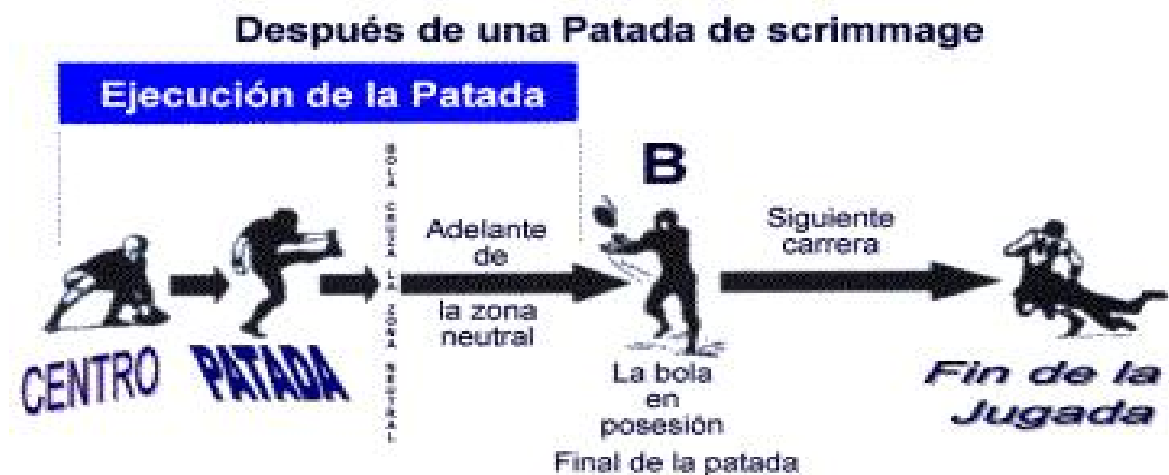 Después de una Patada de scrimmage
Ejecución de la Patada
BOLA CRUZA LA ZONA NEUTRAL
B
Adelante
de
la zona
neutral
Siguiente
carrera
CENTRO
PATADA
La bola
en
posesión
Final de la patada
Fin de la
Jugada